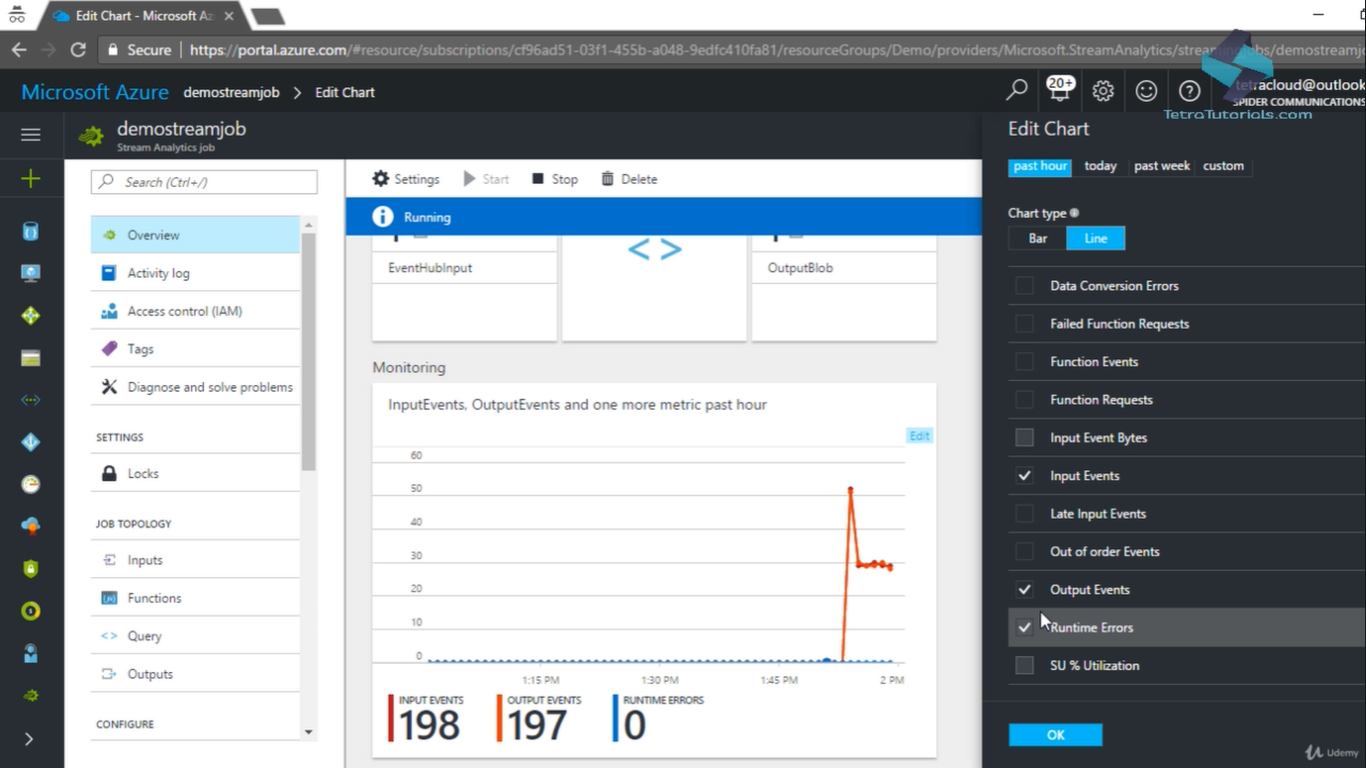 Edit Chart - Microsoft Az
Secure
https://portal.azure.com/#resource/subscriptions/cf96ad51-03f1-455b-a048-9edfc410fa81/resourceGroups/Demo/providers/Microsoft.StreamAnalytics/streamingjobs/demostreamjo
Microsoft Azure
demostreamjob > Edit Chart
20+
tetracloud@outlook
SPIDER COMMUNICATIONS
TetraTutorials.com
demostreamjob
Stream Analytics job
Search (Ctrl+/)
Overview
Activity log
Access control (IAM)
Tags
Diagnose and solve problems
SETTINGS
Locks
JOB TOPOLOGY
Inputs
Functions
Query
Outputs
CONFIGURE
Settings
Start
Stop
Delete
Running
EventHubInput
OutputBlob
Monitoring
InputEvents, OutputEvents and one more metric past hour
Edit
60
50
40
30
20
10
0
1:15 PM
1:30 PM
1:45 PM
2 PM
INPUT EVENTS
198
OUTPUT EVENTS
197
RUNTIME ERRORS
0
Edit Chart
past hour
today
past week
custom
Chart type
Bar
Line
Data Conversion Errors
Failed Function Requests
Function Events
Function Requests
Input Event Bytes
Input Events
Late Input Events
Out of order Events
Output Events
Runtime Errors
SU % Utilization
OK
Udemy